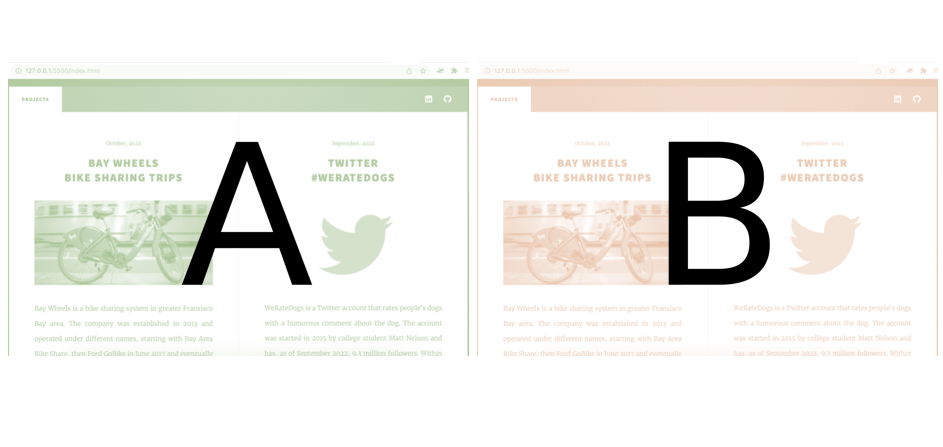 127.0.0.1:5500/index.html
PROJECTS
October, 2022
BAY WHEELS
BIKE SHARING TRIPS
Bay Wheels is a bike sharing system in greater Fransisco
Bay area. The company was established in 2013 and
operated under different names, starting with Bay Area
Bike Share, then Ford GoBike in June 2017 and eventually
September, 2022
TWITTER
#WERATEDOGS
WeRateDogs is a Twitter account that rates people's dogs
with a humorous comment about the dog. The account
was started in 2015 by college student Matt Nelson and
has, as of September 2022, 9.3 million followers. Within
A
127.0.0.1:5500/index.html
PROJECTS
October, 2022
BAY WHEELS
BIKE SHARING TRIPS
Bay Wheels is a bike sharing system in greater Fransisco
Bay area. The company was established in 2013 and
operated under different names, starting with Bay Area
Bike Share, then Ford GoBike in June 2017 and eventually
September, 2022
TWITTER
#WERATEDOGS
WeRateDogs is a Twitter account that rates people's dogs
with a humorous comment about the dog. The account
was started in 2015 by college student Matt Nelson and
has, as of September 2022, 9.3 million followers. Within
B